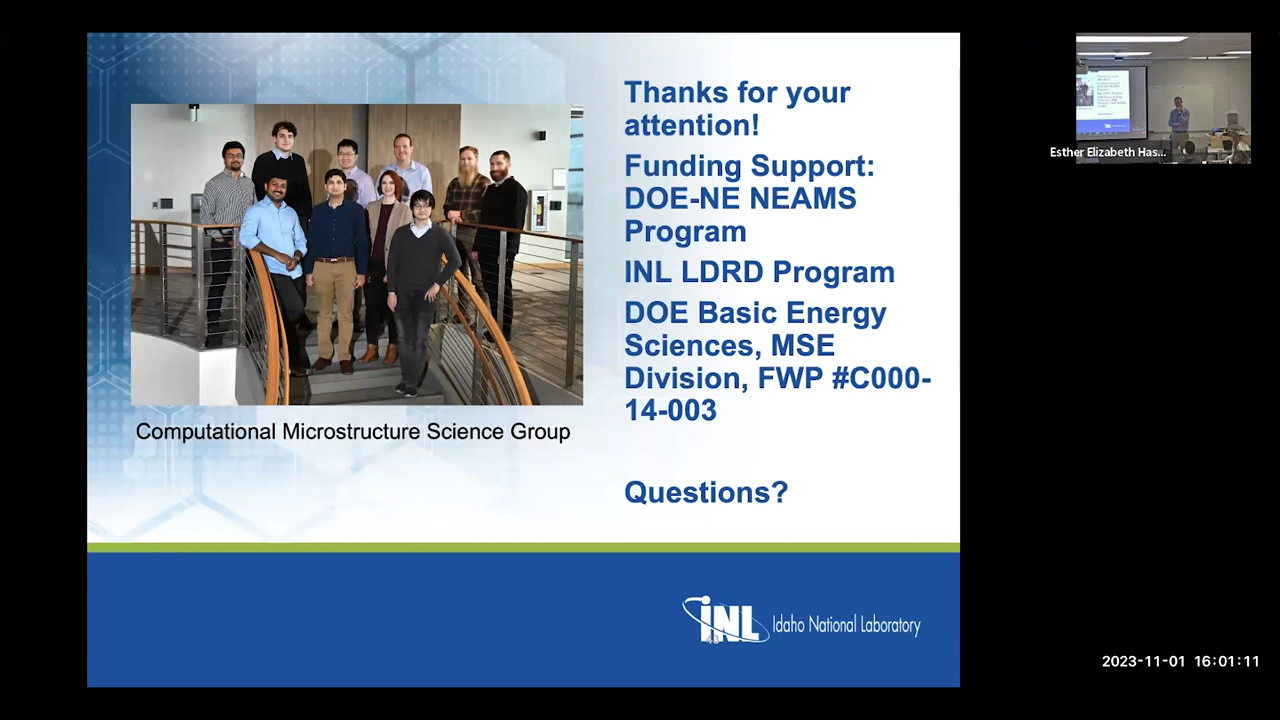 Thanks for your
attention!
Funding Support:
DOE-NE NEAMS
Program
INL LDRD Program
DOE Basic Energy
Sciences, MSE
Division, FWP #C000-
14-003
Questions?
Computational Microstructure Science Group
INL Idaho National Laboratory
43
Esther Elizabeth Has...
2023-11-01 16:01:11